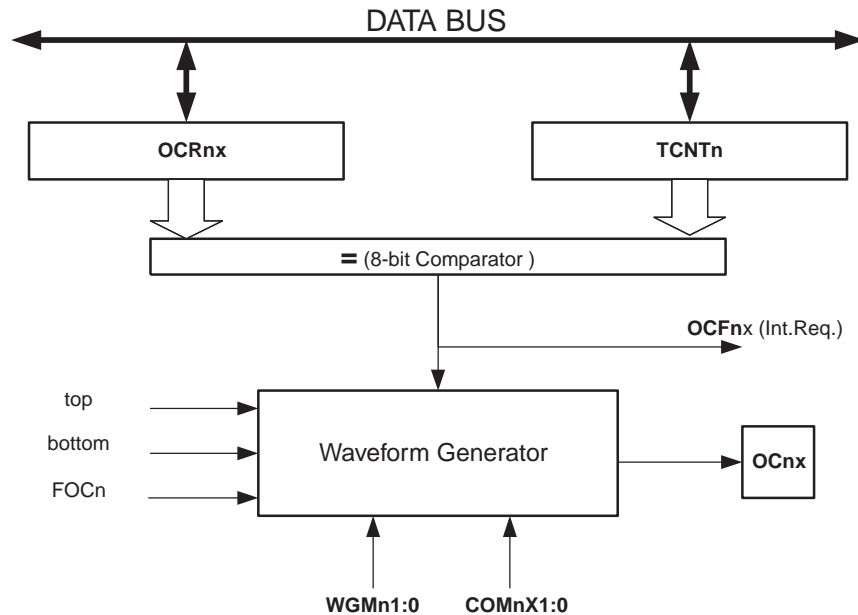 DATA BUS
OCRnx
TCNTn
= (8-bit Comparator )
OCFnx (Int.Req.)
top
bottom
FOCn
Waveform Generator
OCnx
WGMn1:0
COMnX1:0